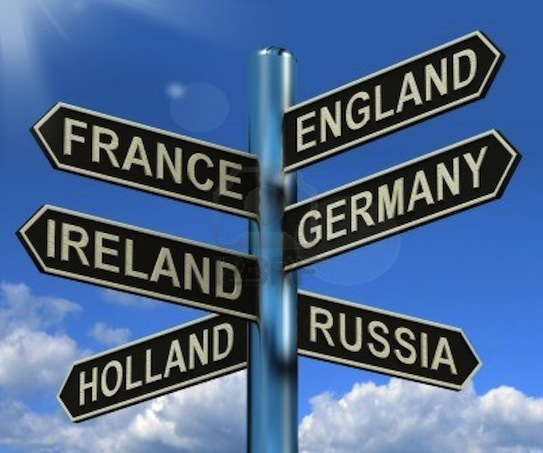 ENGLAND
FRANCE
GERMANY
IRELAND
RUSSIA
HOLLAND